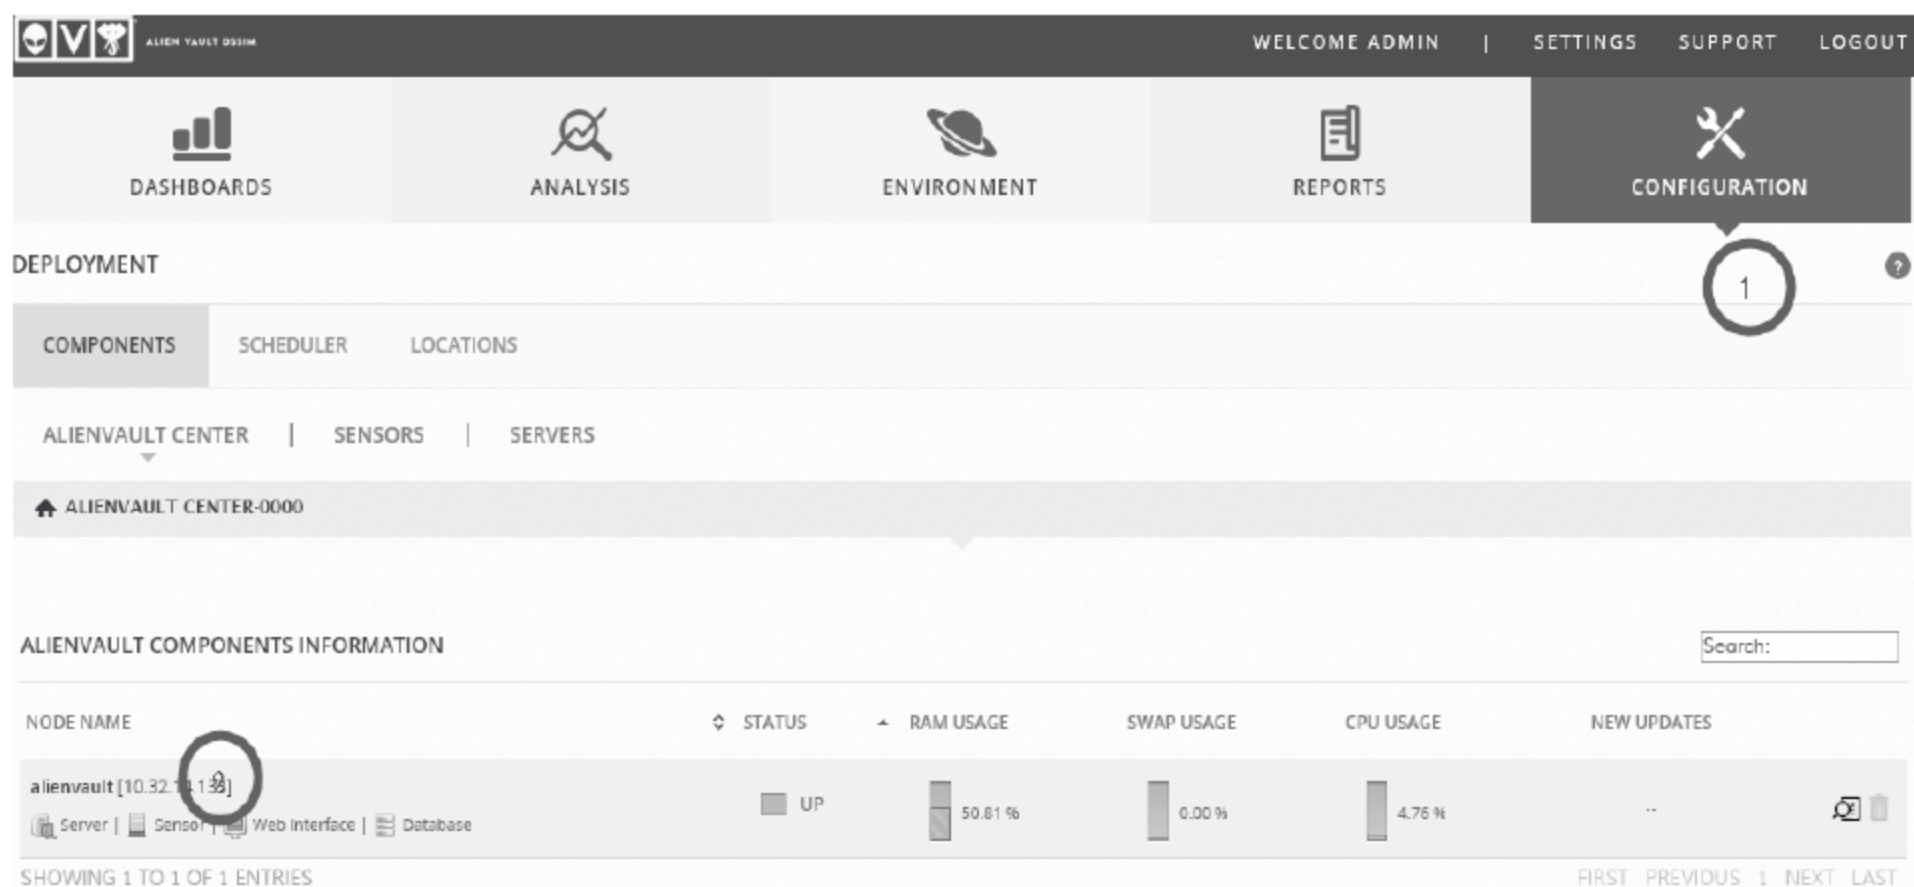 V ALIEN VAULT OSSIM WELCOME ADMIN | SETTINGS SUPPORT LOGOUT
DASHBOARDS ANALYSIS ENVIRONMENT REPORTS CONFIGURATION
DEPLOYMENT ?
1
COMPONENTS SCHEDULER LOCATIONS
ALIENVAULT CENTER | SENSORS | SERVERS
ALIENVAULT CENTER-0000
ALIENVAULT COMPONENTS INFORMATION Search:
NODE NAME STATUS RAM USAGE SWAP USAGE CPU USAGE NEW UPDATES
alienvault UP 50.81 % 0.00 % 4.76 % --
Server | Sensor | Web Interface | Database
SHOWING 1 TO 1 OF 1 ENTRIES FIRST PREVIOUS 1 NEXT LAST